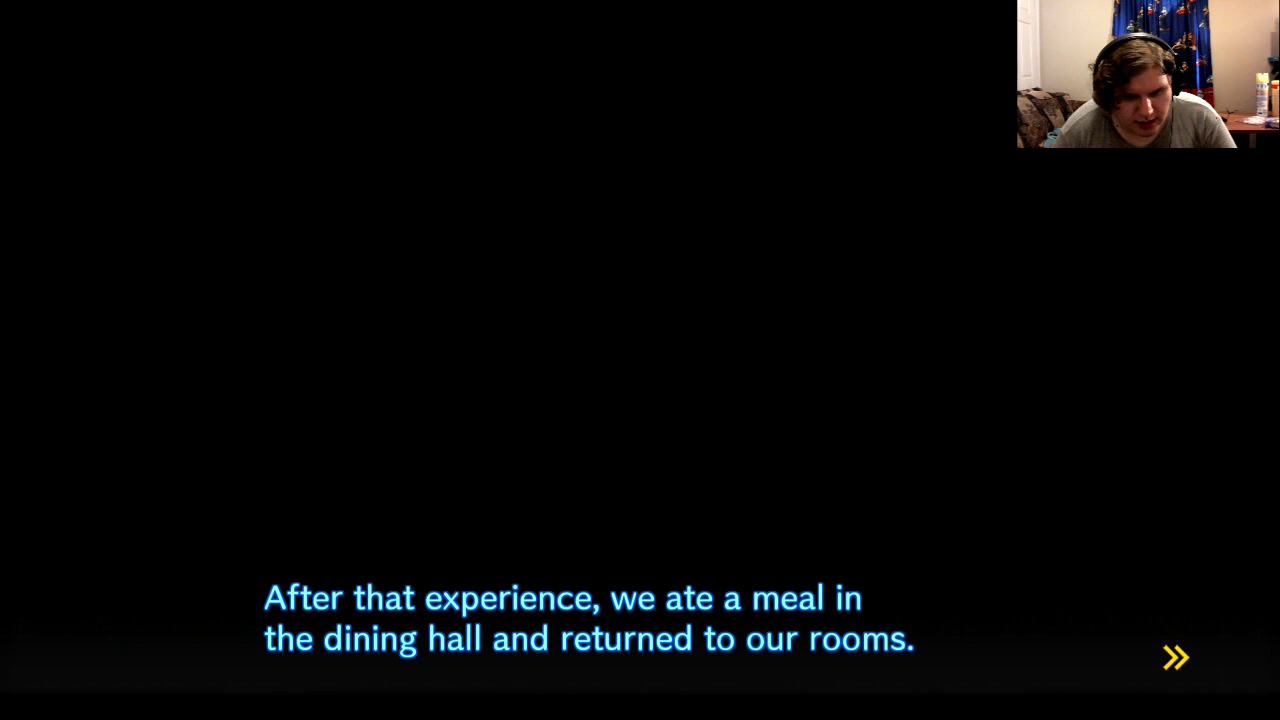 After that experience, we ate a meal in
the dining hall and returned to our rooms.